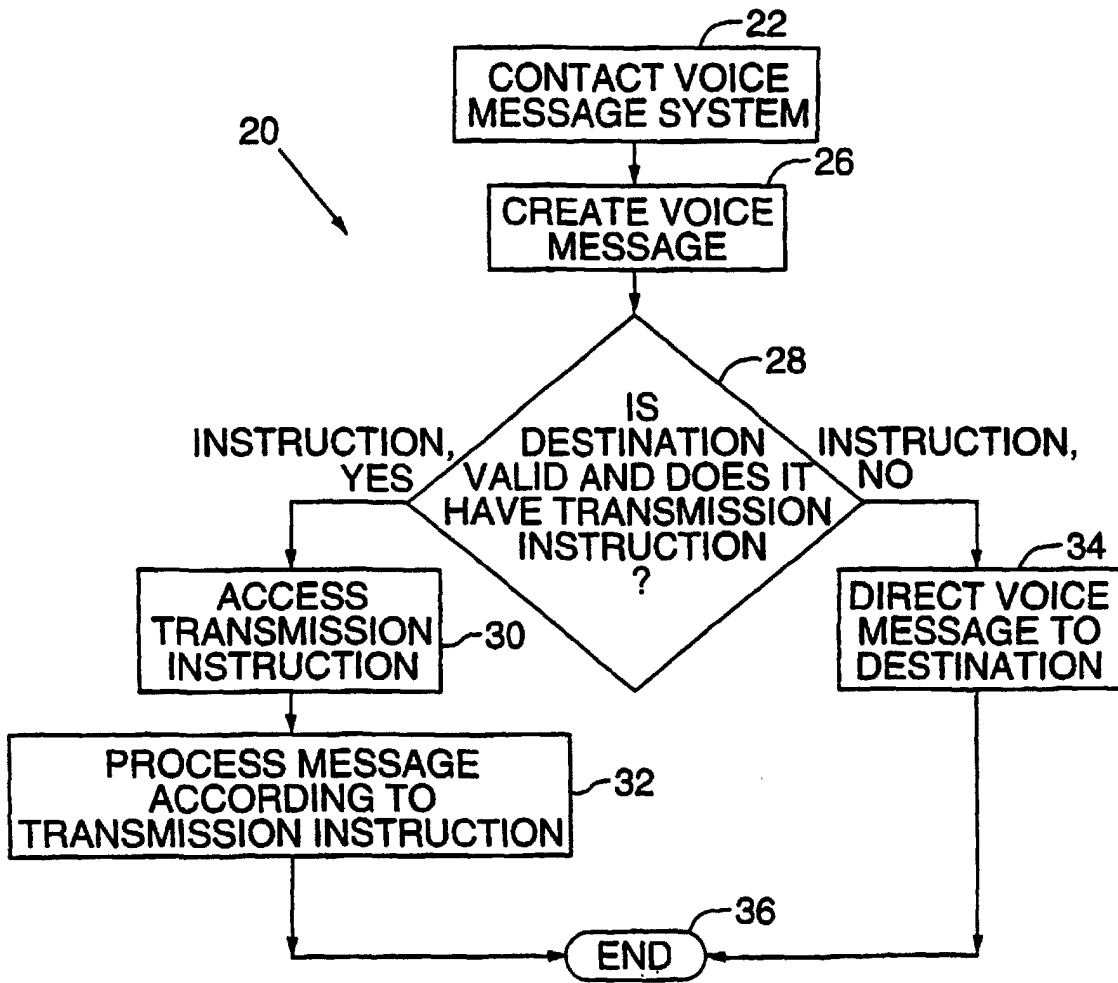 22
CONTACT VOICE
MESSAGE SYSTEM
20
26
CREATE VOICE
MESSAGE
28
IS
DESTINATION
VALID AND DOES IT
HAVE TRANSMISSION
INSTRUCTION
?
INSTRUCTION,
YES
INSTRUCTION,
NO
ACCESS
TRANSMISSION
INSTRUCTION
30
34
DIRECT VOICE
MESSAGE TO
DESTINATION
PROCESS MESSAGE
ACCORDING TO
TRANSMISSION INSTRUCTION
32
36
END